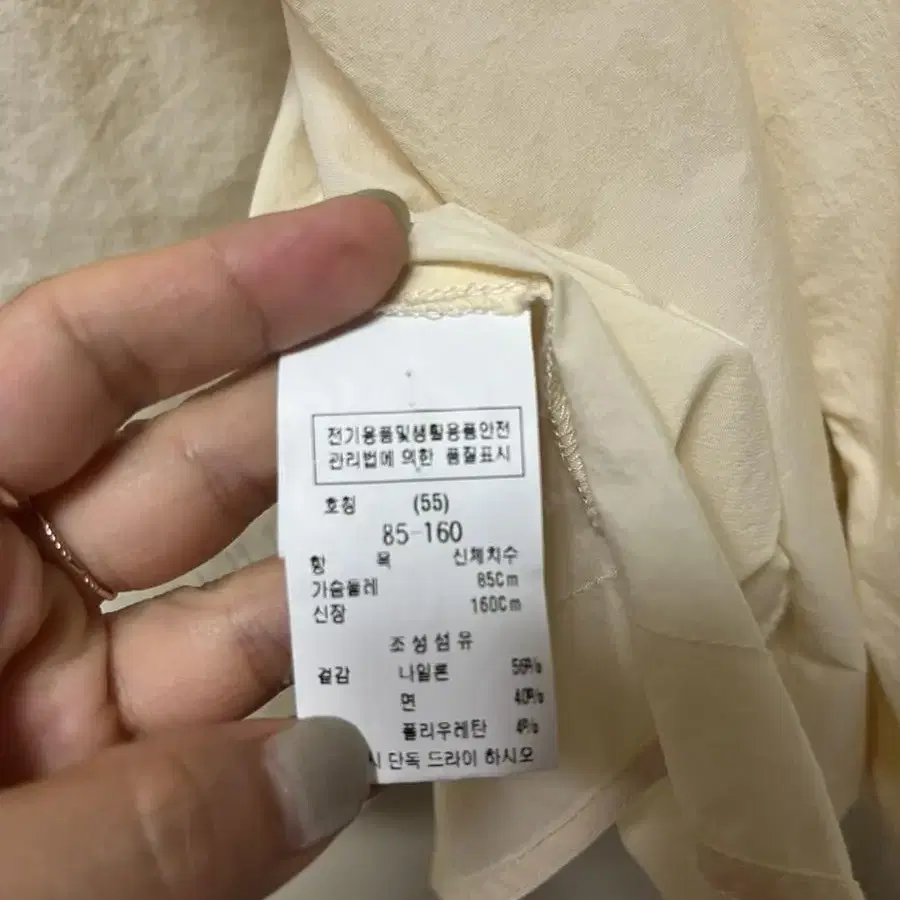 전기용품및생활용품안전
관리법에 의한 품질표시
호칭 (55)
85-160
항 목 신체치수
가슴둘레 85Cm
신장 160Cm
조성섬유
겉감 나일론 56%
면 40%
폴리우레탄 4%
단독 드라이 하시오